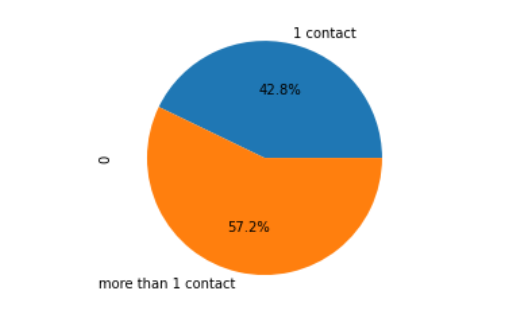 1 contact
42.8%
0
57.2%
more than 1 contact